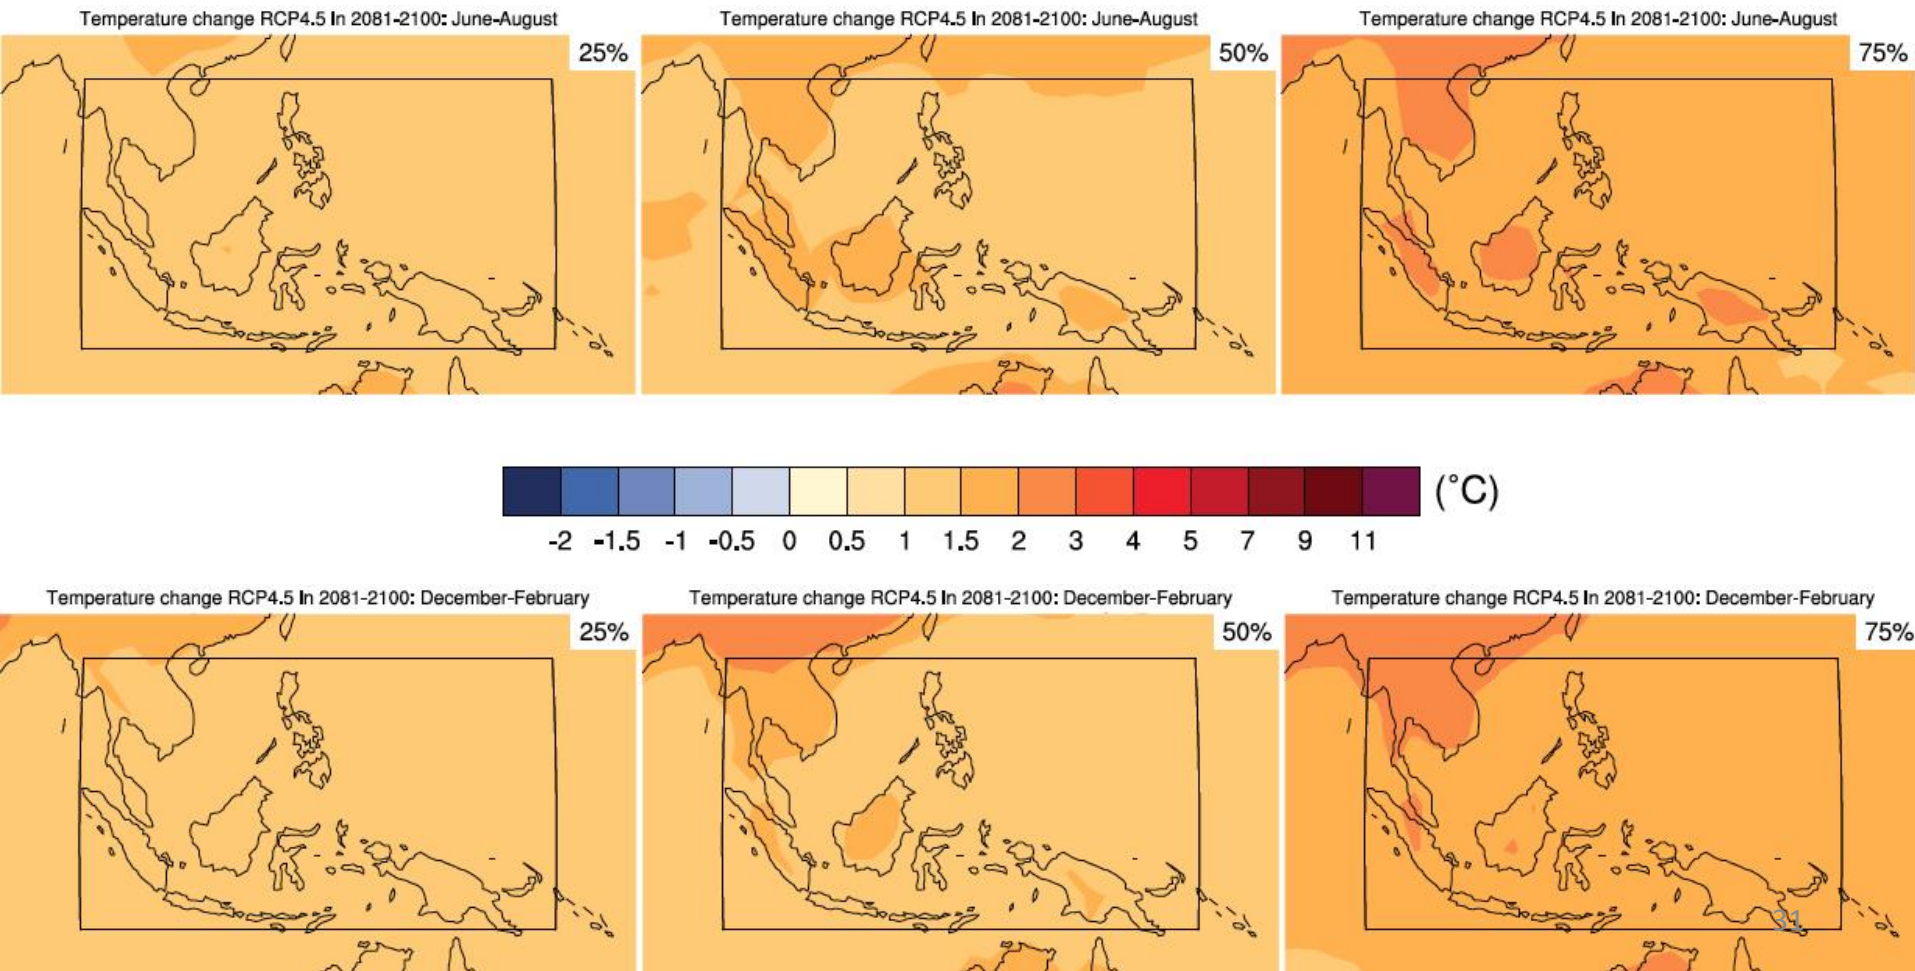 Temperature change RCP4.5 in 2081-2100: June-August
25%
Temperature change RCP4.5 in 2081-2100: June-August
50%
Temperature change RCP4.5 in 2081-2100: June-August
75%
(°C)
-2 -1.5 -1 -0.5 0 0.5 1 1.5 2 3 4 5 7 9 11
Temperature change RCP4.5 in 2081-2100: December-February
25%
Temperature change RCP4.5 in 2081-2100: December-February
50%
Temperature change RCP4.5 in 2081-2100: December-February
75%
31